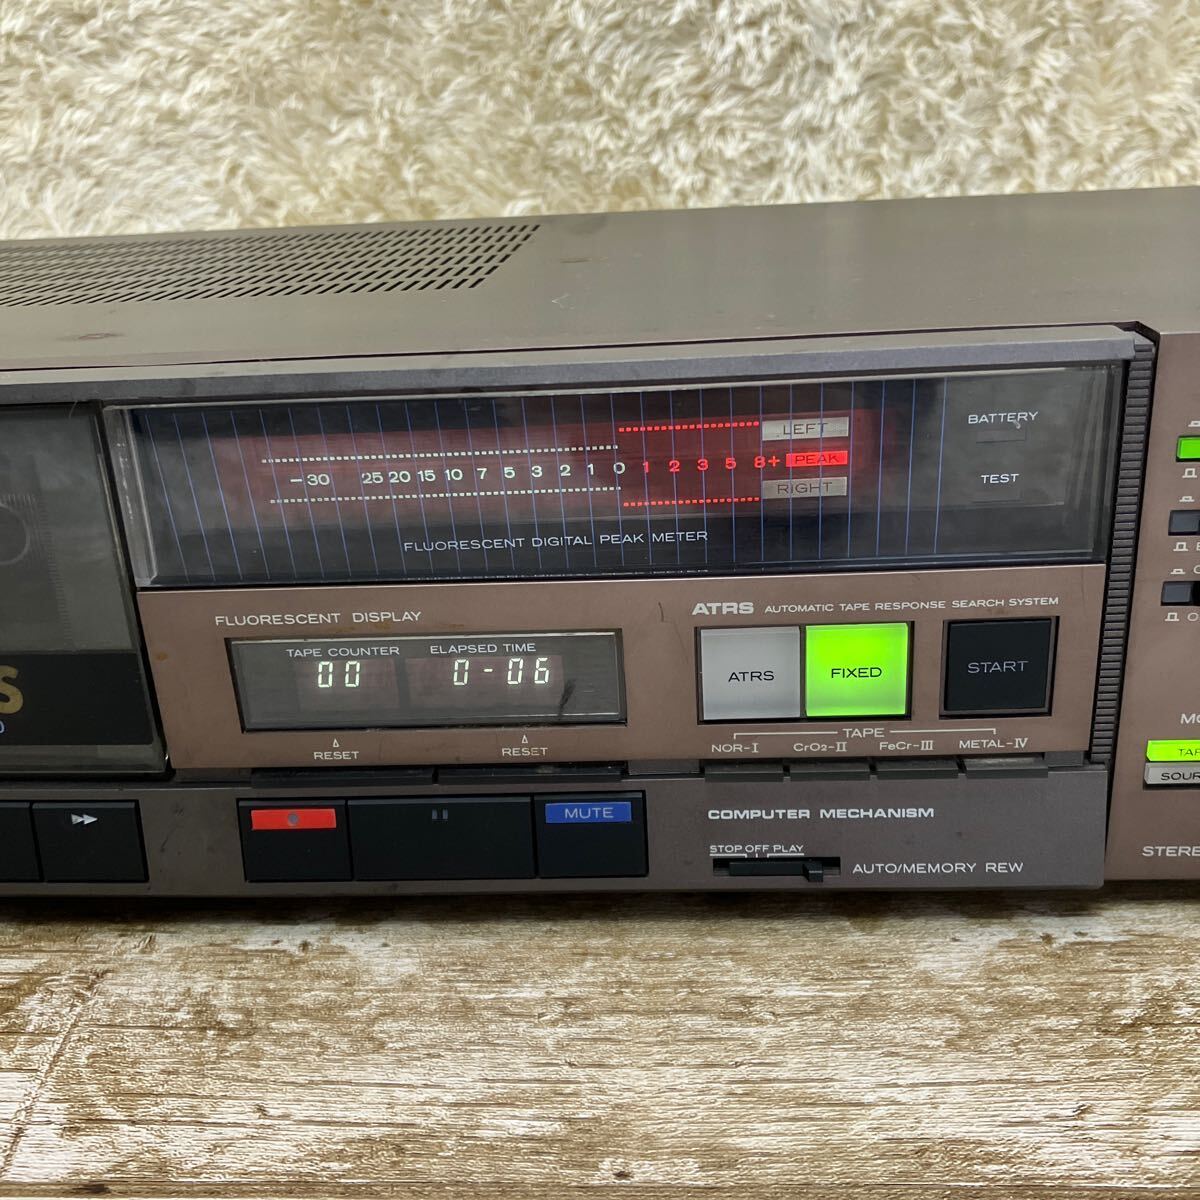 LEFT
BATTERY
-30 25 20 15 10 7 5 3 2 1 0 1 2 3 5 8+ PEAK
RIGHT
TEST
FLUORESCENT DIGITAL PEAK METER
FLUORESCENT DISPLAY
ATRS AUTOMATIC TAPE RESPONSE SEARCH SYSTEM
TAPE COUNTER ELAPSED TIME
00 0-06
ATRS FIXED START
RESET RESET
TAPE
NOR-I CrO2-II FeCr-III METAL-IV
MUTE
COMPUTER MECHANISM
STOP OFF PLAY
AUTO/MEMORY REW